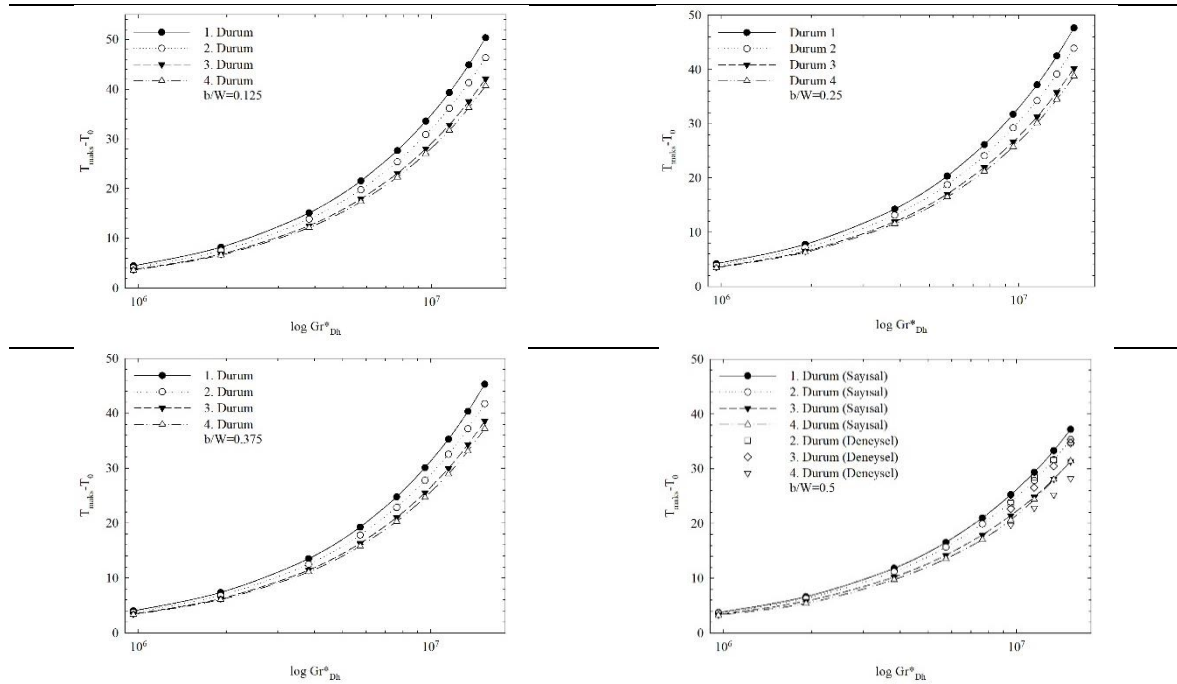 1. Durum
2. Durum
3. Durum
4. Durum
b/W=0.125
50
40
30
20
10
0
T_maks-T_0
10^6
10^7
log Gr*_Dh
Durum 1
Durum 2
Durum 3
Durum 4
b/W=0.25
50
40
30
20
10
0
T_maks-T_0
10^6
10^7
log Gr*_Dh
1. Durum
2. Durum
3. Durum
4. Durum
b/W=0.375
50
40
30
20
10
0
T_maks-T_0
10^6
10^7
log Gr*_Dh
1. Durum (Sayısal)
2. Durum (Sayısal)
3. Durum (Sayısal)
4. Durum (Sayısal)
2. Durum (Deneysel)
3. Durum (Deneysel)
4. Durum (Deneysel)
b/W=0.5
50
40
30
20
10
0
T_maks-T_0
10^6
10^7
log Gr*_Dh